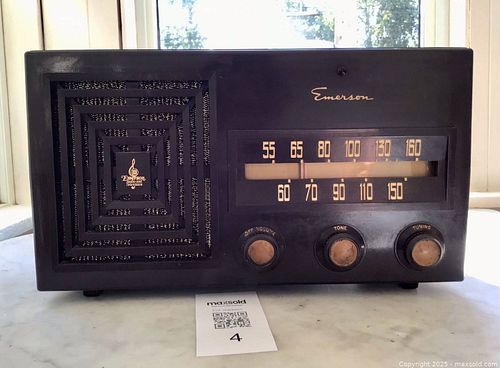 Emerson
55 65 80 100 130 160
60 70 90 110 150
Emerson
OFF VOLUME TONE TUNING
maxsold
4
Copyright © 2025 - maxsold.com